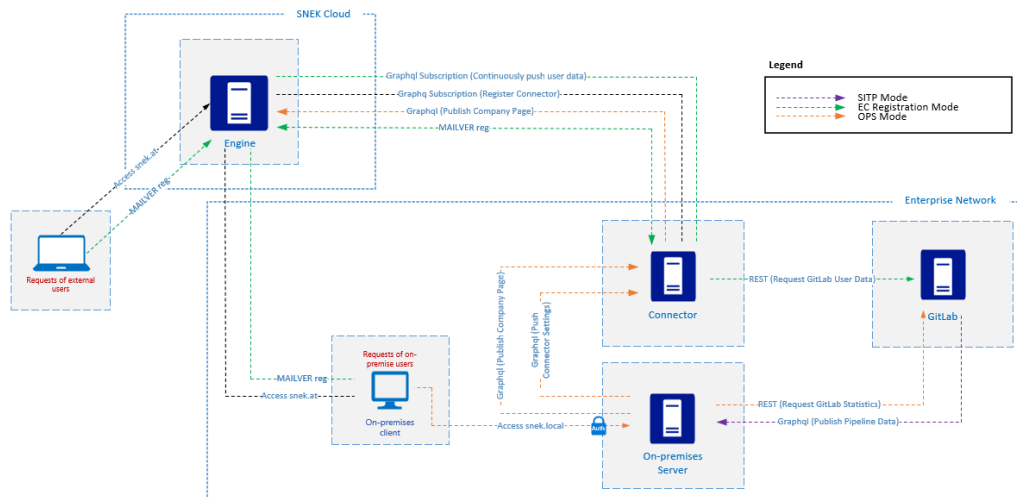 SNEK Cloud
Graphql Subscription (Continuously push user data)
Graphq Subscription (Register Connector)
Graphql (Publish Company Page)
MAILVER reg
Engine
Legend
SITP Mode
EC Registration Mode
OPS Mode
Access snek.at
MAILVER reg
Requests of external
users
Enterprise Network
Connector
REST (Request GitLab User Data)
GitLab
Graphql (Publish Company Page)
Graphql (Push
Connector Settings)
Requests of on-
premise users
MAILVER reg
Access snek.at
On-premises
client
Access snek.local
Auth
On-premises
Server
REST (Request GitLab Statistics)
Graphql (Publish Pipeline Data)